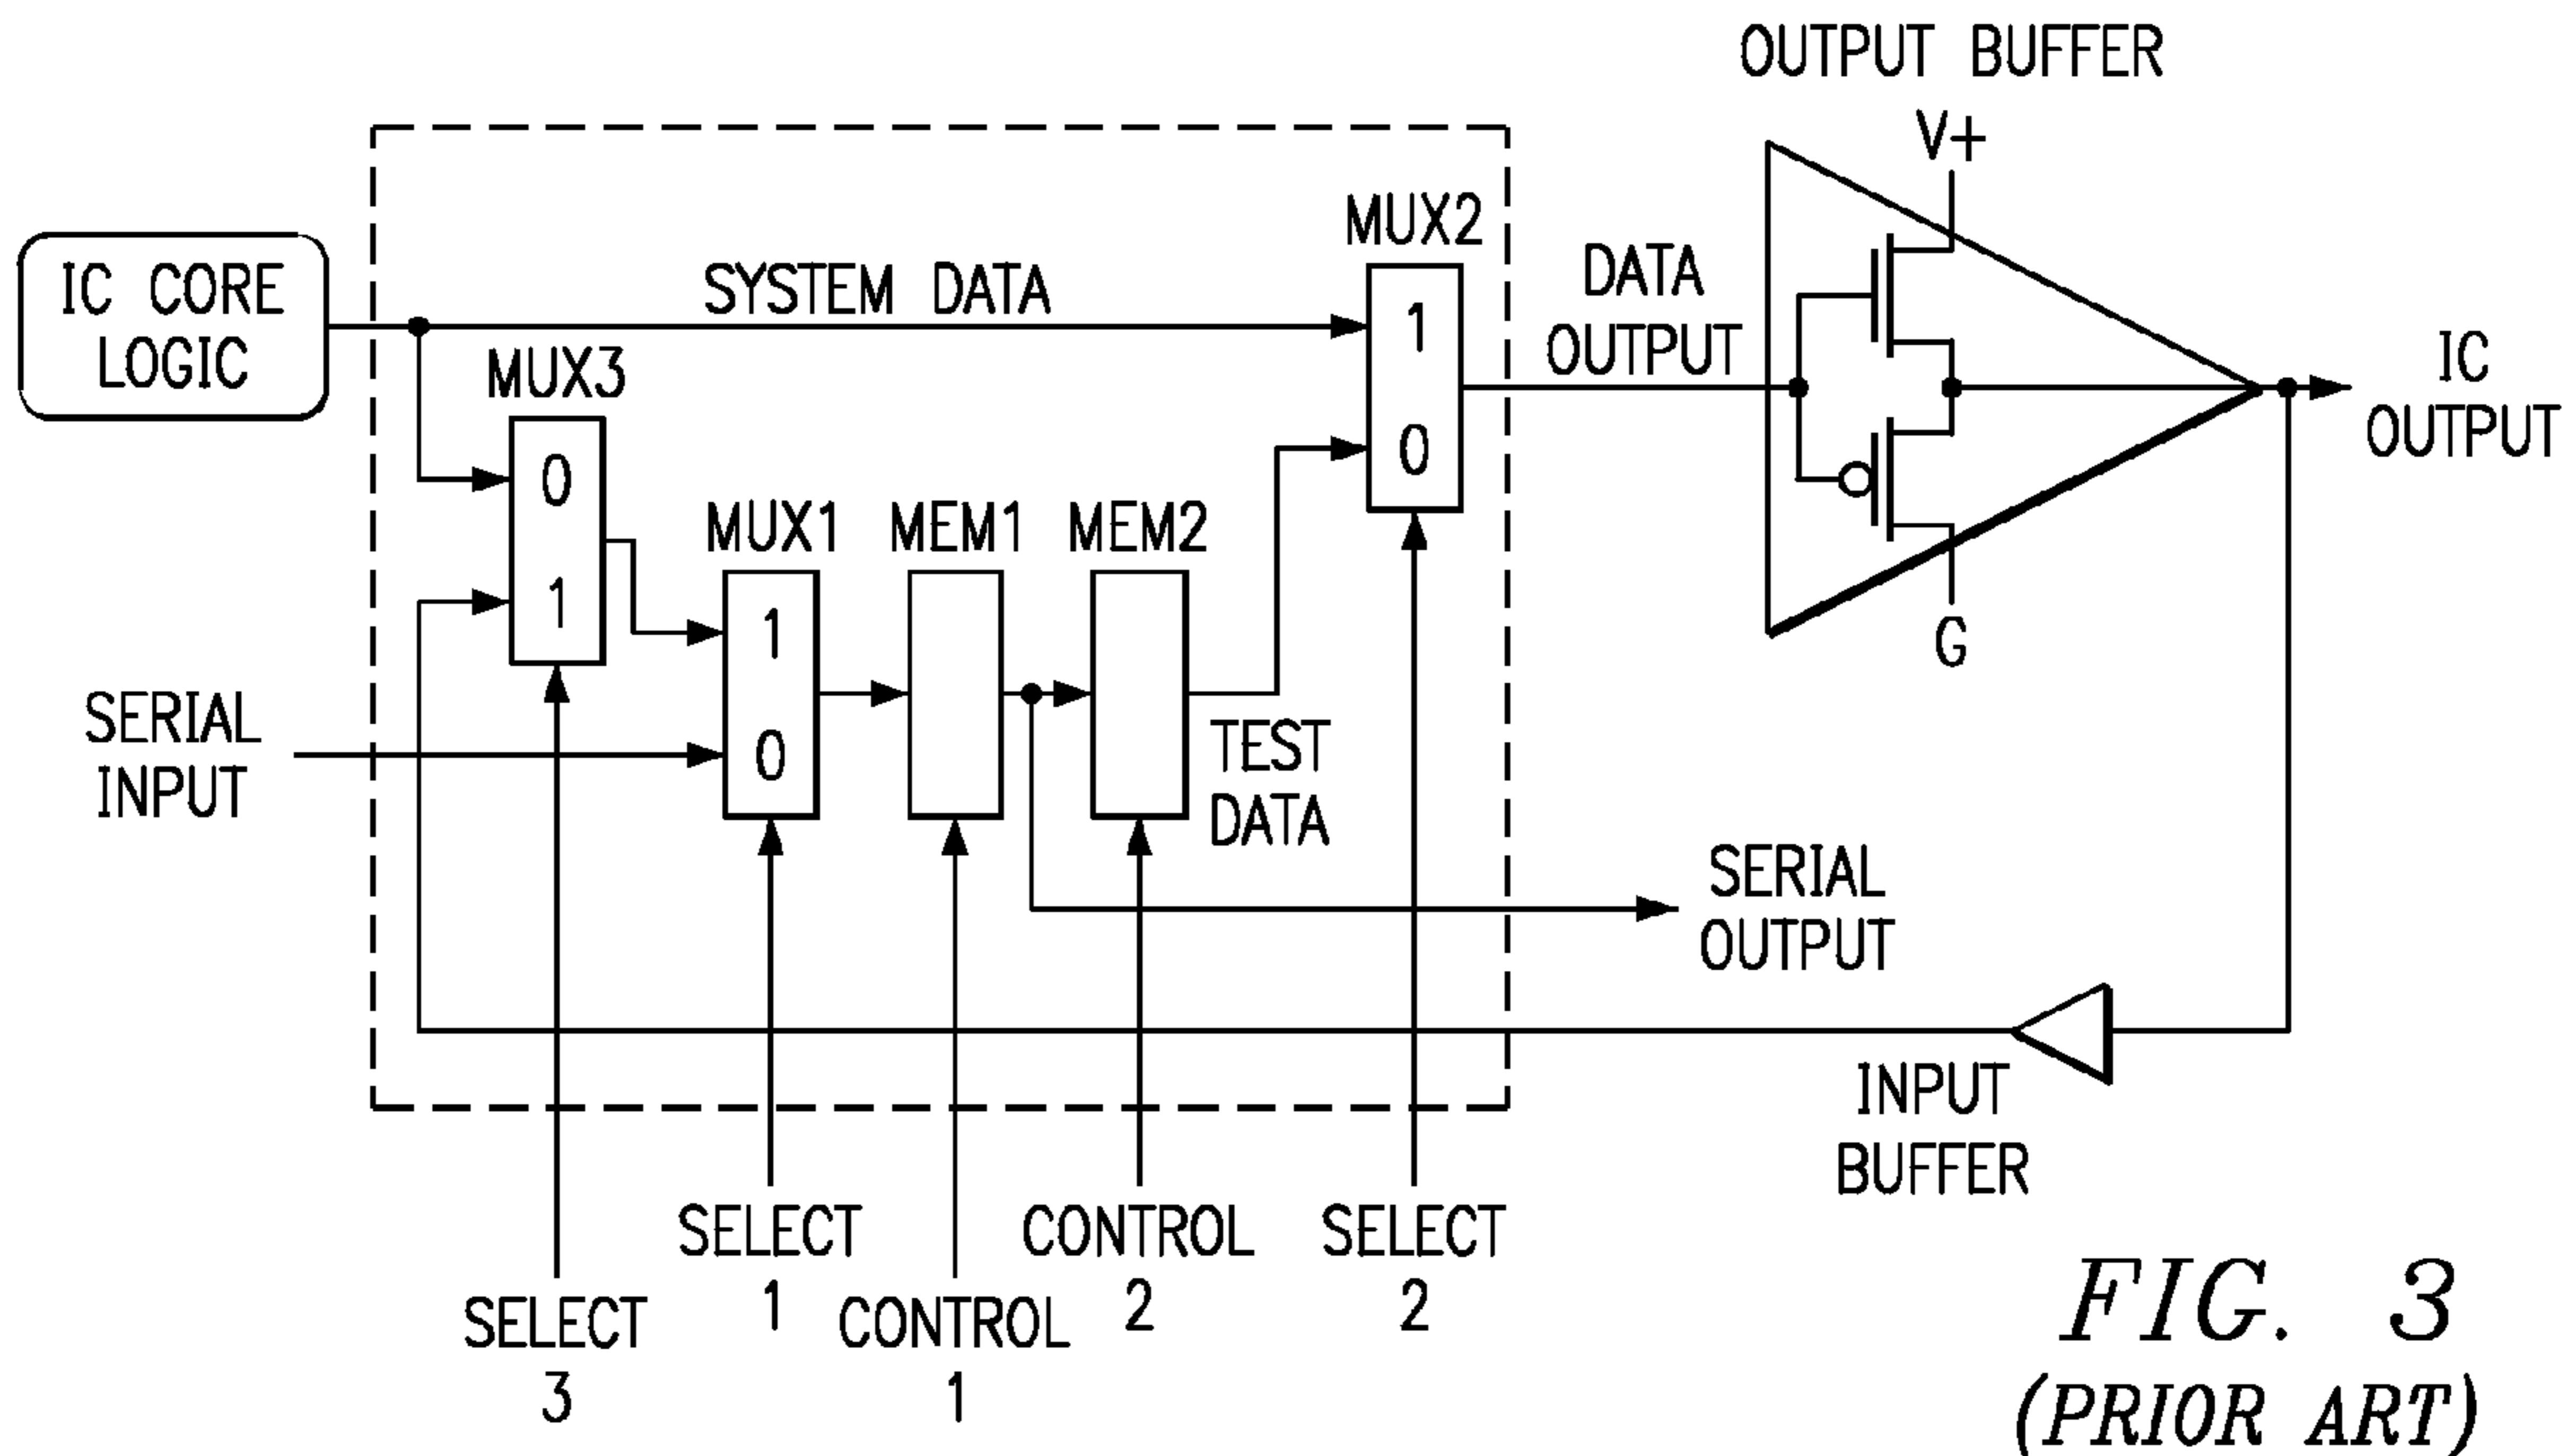 OUTPUT BUFFER
V+
IC CORE
LOGIC
SYSTEM DATA
MUX2
1
0
DATA
OUTPUT
IC
OUTPUT
G
MUX3
0
1
MUX1
1
0
MEM1
MEM2
TEST
DATA
SERIAL
INPUT
SERIAL
OUTPUT
INPUT
BUFFER
SELECT
3
SELECT
1
CONTROL
1
CONTROL
2
SELECT
2
FIG. 3
(PRIOR ART)